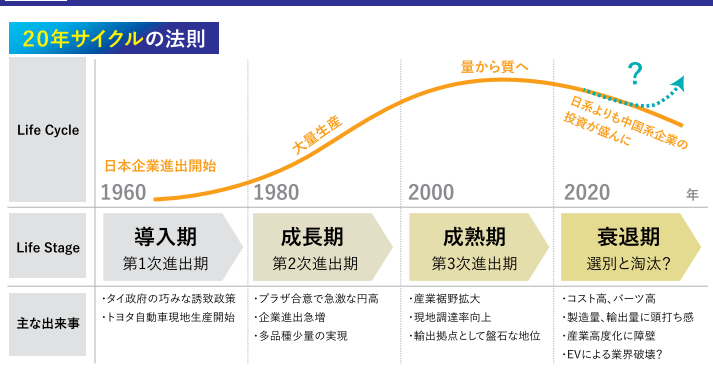 20年サイクルの法則
Life Cycle
日本企業進出開始
大量生産
量から質へ
?
日系よりも中国系企業の
投資が盛んに
1960
1980
2000
2020
年
Life Stage
導入期
第1次進出期
成長期
第2次進出期
成熟期
第3次進出期
衰退期
選別と淘汰?
主な出来事
・タイ政府の巧みな誘致政策
・トヨタ自動車現地生産開始
・プラザ合意で急激な円高
・企業進出急増
・多品種少量の実現
・産業裾野拡大
・現地調達率向上
・輸出拠点として盤石な地位
・コスト高、バーツ高
・製造量、輸出量に頭打ち感
・産業高度化に障壁
・EVによる業界破壊?